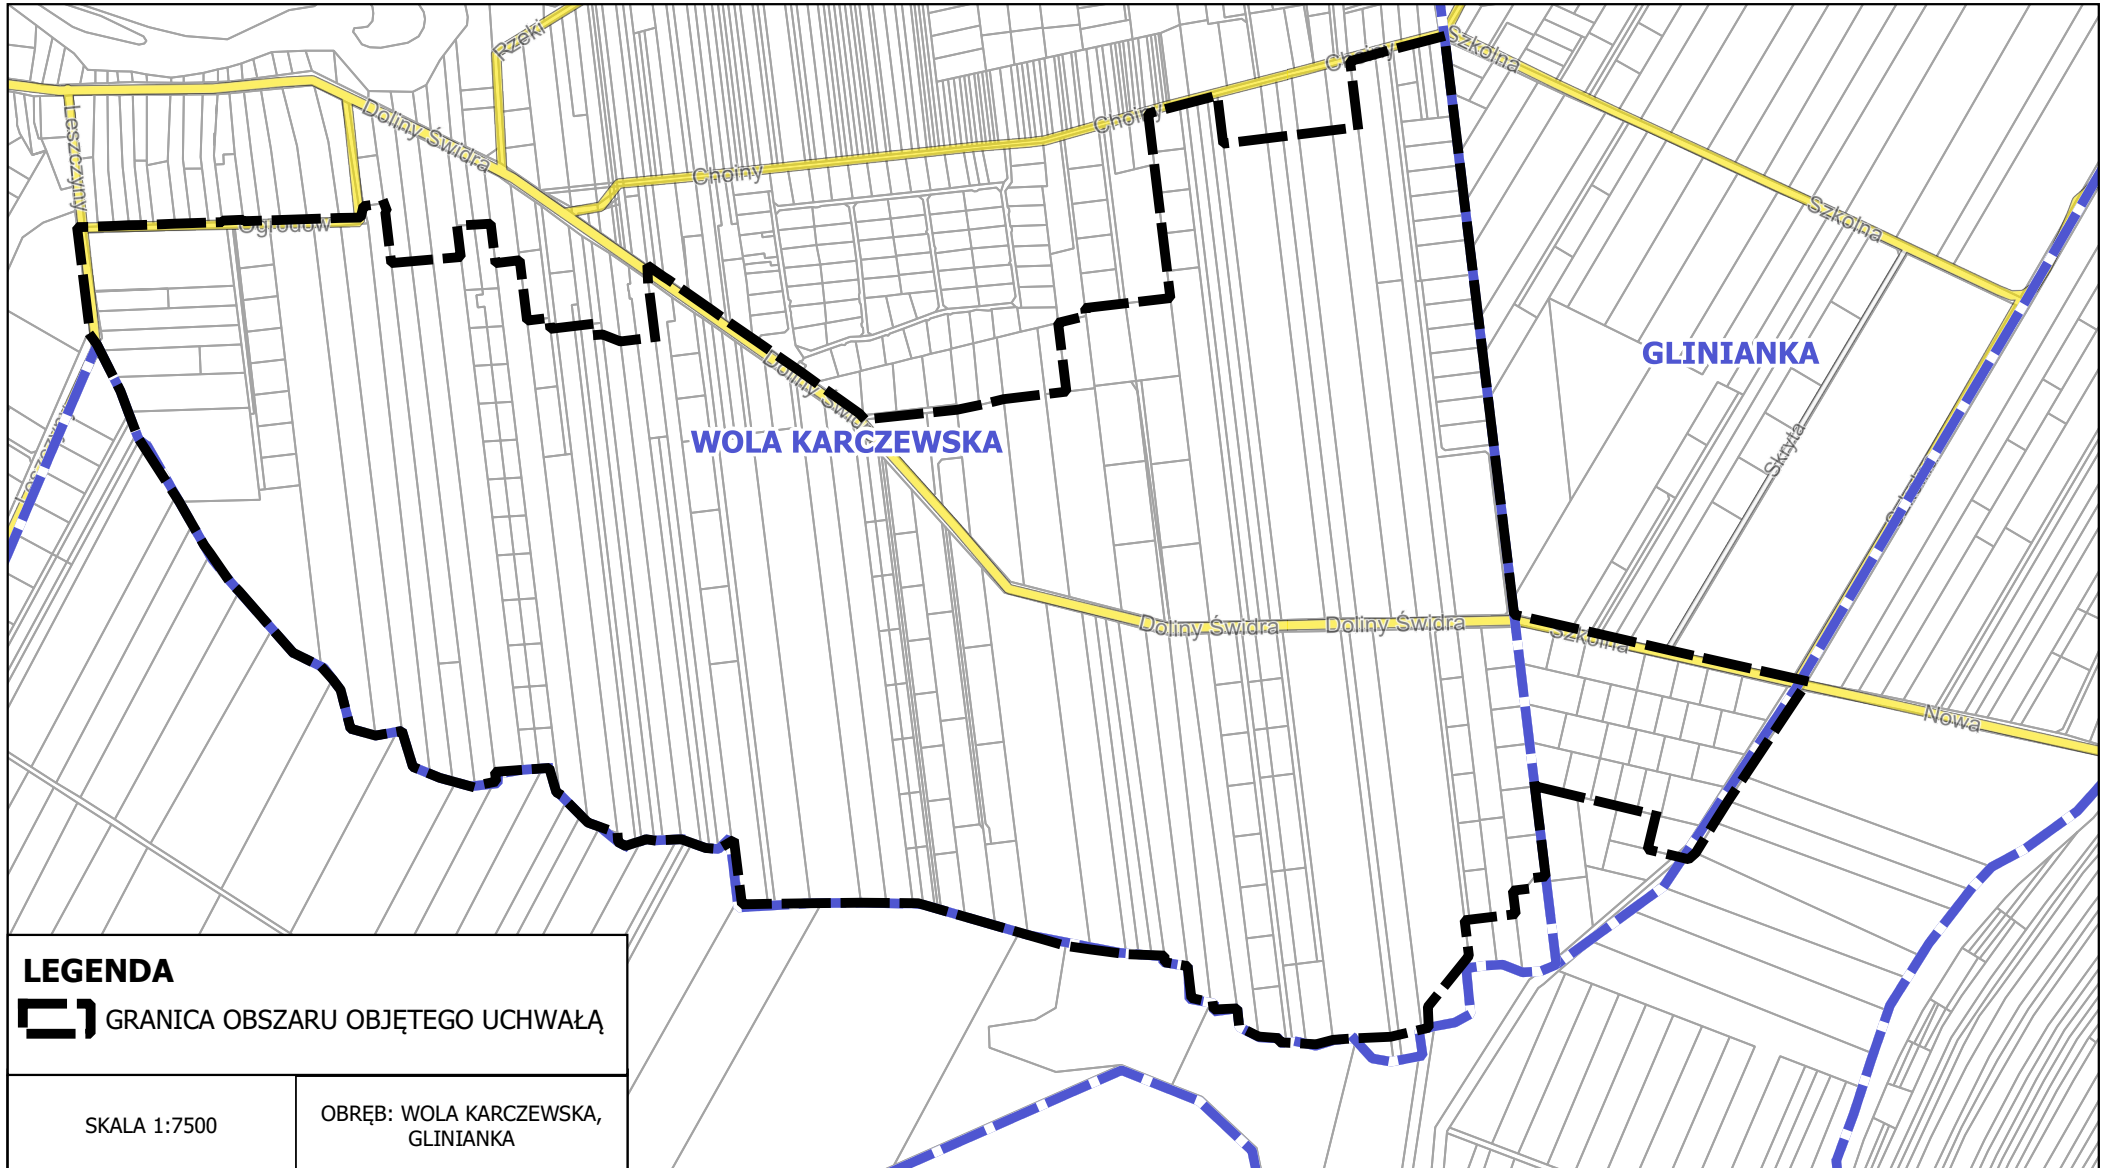 Rzeki
Choiny
Szkolna
Leszczyny
Doliny Świdra
Choiny
Choiny
Szkolna
Ogrodów
GLINIANKA
Doliny Świdra
WOLA KARCZEWSKA
Skryta
Doliny Świdra
Doliny Świdra
Szkolna
Nowa
LEGENDA
GRANICA OBSZARU OBJĘTEGO UCHWAŁĄ
SKALA 1:7500
OBRĘB: WOLA KARCZEWSKA,
GLINIANKA